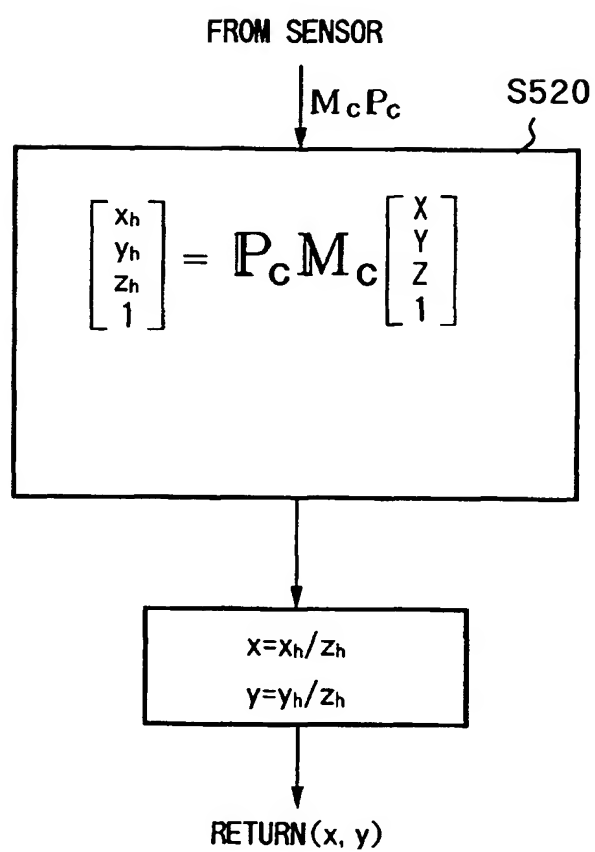 FROM SENSOR
McPc
S520
[xh yh zh 1] = ℙc𝕄c [X Y Z 1]
x=xh/zh
y=yh/zh
RETURN(x, y)